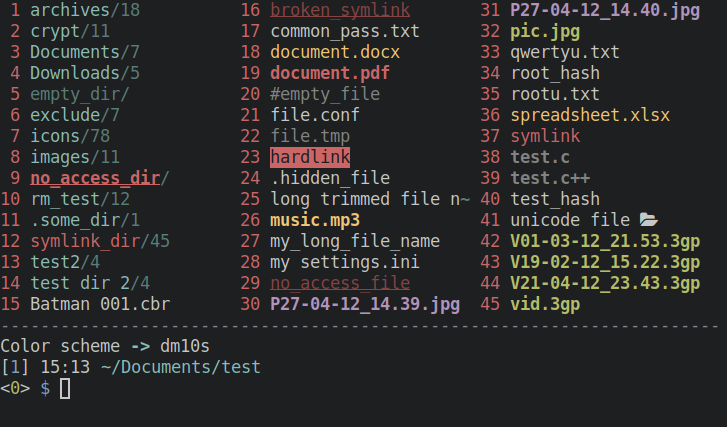 1 archives/18 16 broken_symlink 31 P27-04-12_14.40.jpg
2 crypt/11 17 common_pass.txt 32 pic.jpg
3 Documents/7 18 document.docx 33 qwertyu.txt
4 Downloads/5 19 document.pdf 34 root_hash
5 empty_dir/ 20 #empty_file 35 rootu.txt
6 exclude/7 21 file.conf 36 spreadsheet.xlsx
7 icons/78 22 file.tmp 37 symlink
8 images/11 23 hardlink 38 test.c
9 no_access_dir/ 24 .hidden_file 39 test.c++
10 rm_test/12 25 long trimmed file n~ 40 test_hash
11 .some_dir/1 26 music.mp3 41 unicode file 📂
12 symlink_dir/45 27 my_long_file_name 42 V01-03-12_21.53.3gp
13 test2/4 28 my settings.ini 43 V19-02-12_15.22.3gp
14 test dir 2/4 29 no_access_file 44 V21-04-12_23.43.3gp
15 Batman 001.cbr 30 P27-04-12_14.39.jpg 45 vid.3gp
------------------------------------------------------------------------
Color scheme -> dm10s
[1] 15:13 ~/Documents/test
<0> $